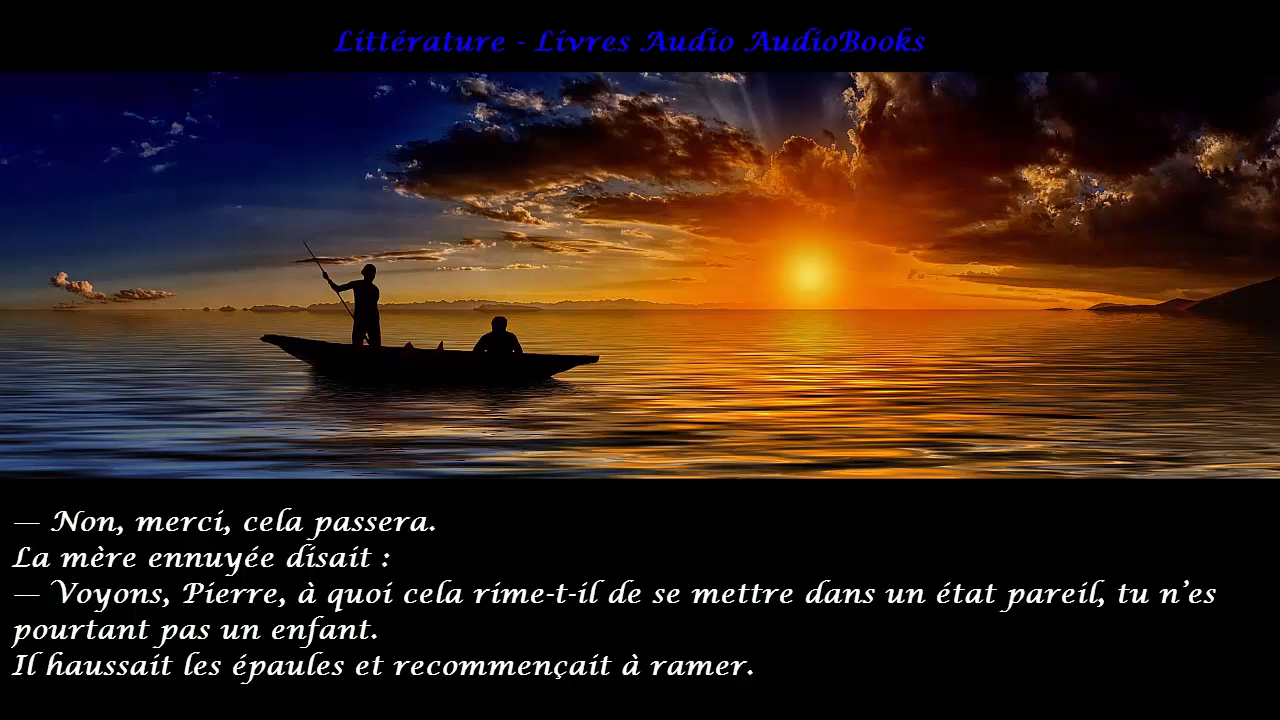 Littérature - Livres Audio AudioBooks
— Non, merci, cela passera.
La mère ennuyée disait :
— Voyons, Pierre, à quoi cela rime-t-il de se mettre dans un état pareil, tu n’es
pourtant pas un enfant.
Il haussait les épaules et recommençait à ramer.